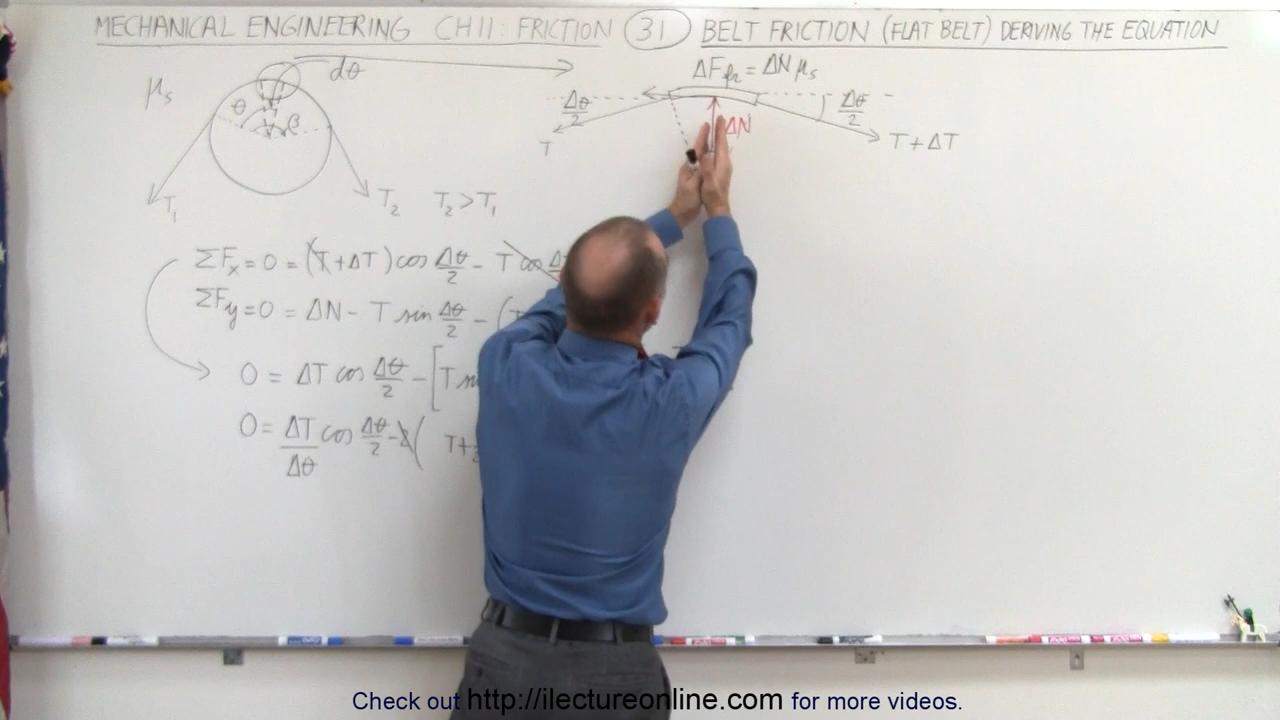 MECHANICAL ENGINEERING CH 11: FRICTION 31 BELT FRICTION (FLAT BELT) DERIVING THE EQUATION
μs dθ
θ β
T₁ T₂ T₂ > T₁
ΔF_fr = ΔN μs
Δθ/2 Δθ/2
T ΔN T + ΔT
ΣFx = 0 = (T + ΔT) cos Δθ/2 - T cos
ΣFy = 0 = ΔN - T sin Δθ/2 - (
0 = ΔT cos Δθ/2 - [T
0 = ΔT/Δθ cos Δθ/2 - ( T +
Check out http://ilectureonline.com for more videos.